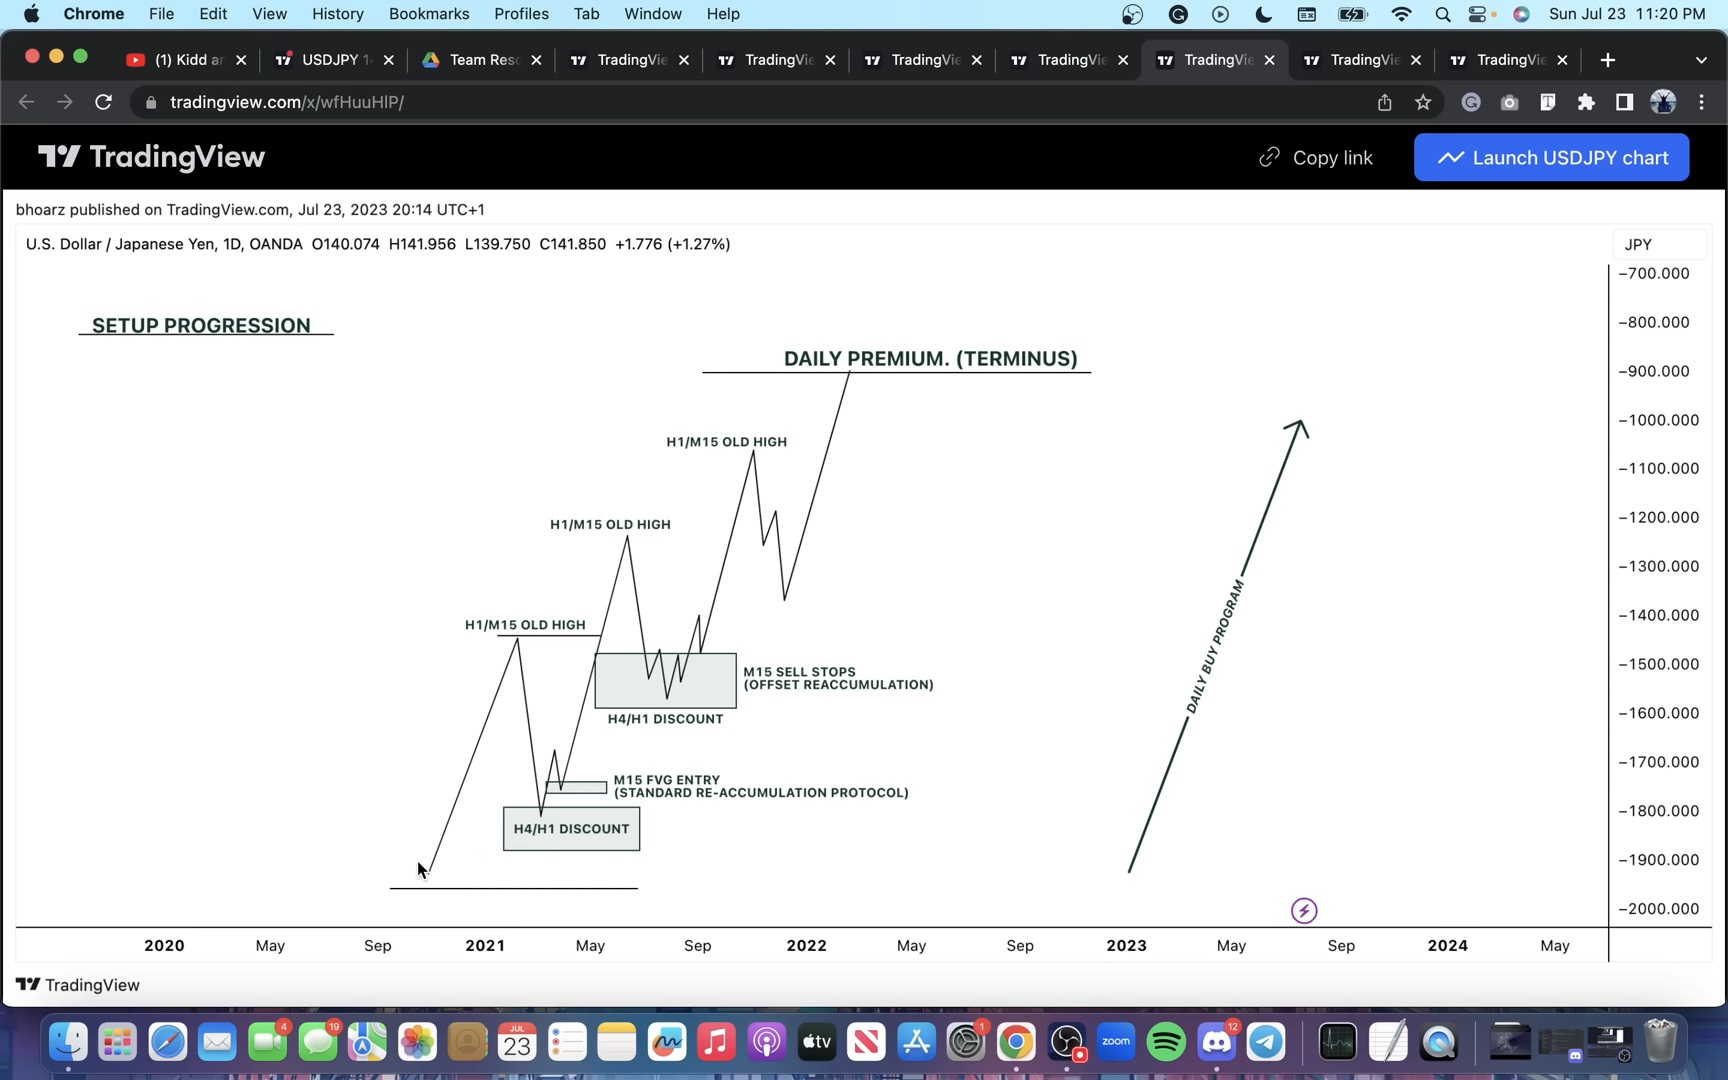 Chrome File Edit View History Bookmarks Profiles Tab Window Help Sun Jul 23 11:20 PM
(1) Kidd USDJPY Team Res TradingVie TradingVie TradingVie TradingVie TradingVie TradingVie TradingVie
tradingview.com/x/wfHuuHlP/
TradingView Copy link Launch USDJPY chart
bhoarz published on TradingView.com, Jul 23, 2023 20:14 UTC+1
U.S. Dollar / Japanese Yen, 1D, OANDA O140.074 H141.956 L139.750 C141.850 +1.776 (+1.27%)
JPY
−700.000
SETUP PROGRESSION
−800.000
DAILY PREMIUM. (TERMINUS)
−900.000
−1000.000
H1/M15 OLD HIGH
−1100.000
H1/M15 OLD HIGH
−1200.000
−1300.000
H1/M15 OLD HIGH
−1400.000
DAILY BUY PROGRAM
−1500.000
M15 SELL STOPS
(OFFSET REACCUMULATION)
H4/H1 DISCOUNT
−1600.000
−1700.000
M15 FVG ENTRY
(STANDARD RE-ACCUMULATION PROTOCOL)
−1800.000
H4/H1 DISCOUNT
−1900.000
−2000.000
2020 May Sep 2021 May Sep 2022 May Sep 2023 May Sep 2024 May
TradingView
4 19 JUL 23 tv 1 zoom 12